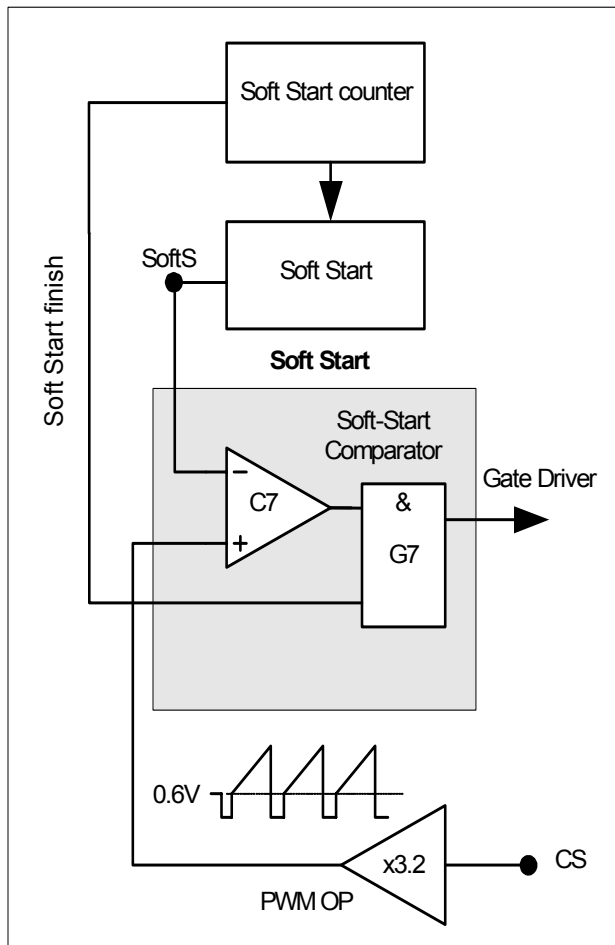 Soft Start counter
Soft Start finish
SoftS
Soft Start
Soft Start
Soft-Start
Comparator
Gate Driver
−
C7
+
&
G7
0.6V
x3.2
CS
PWM OP